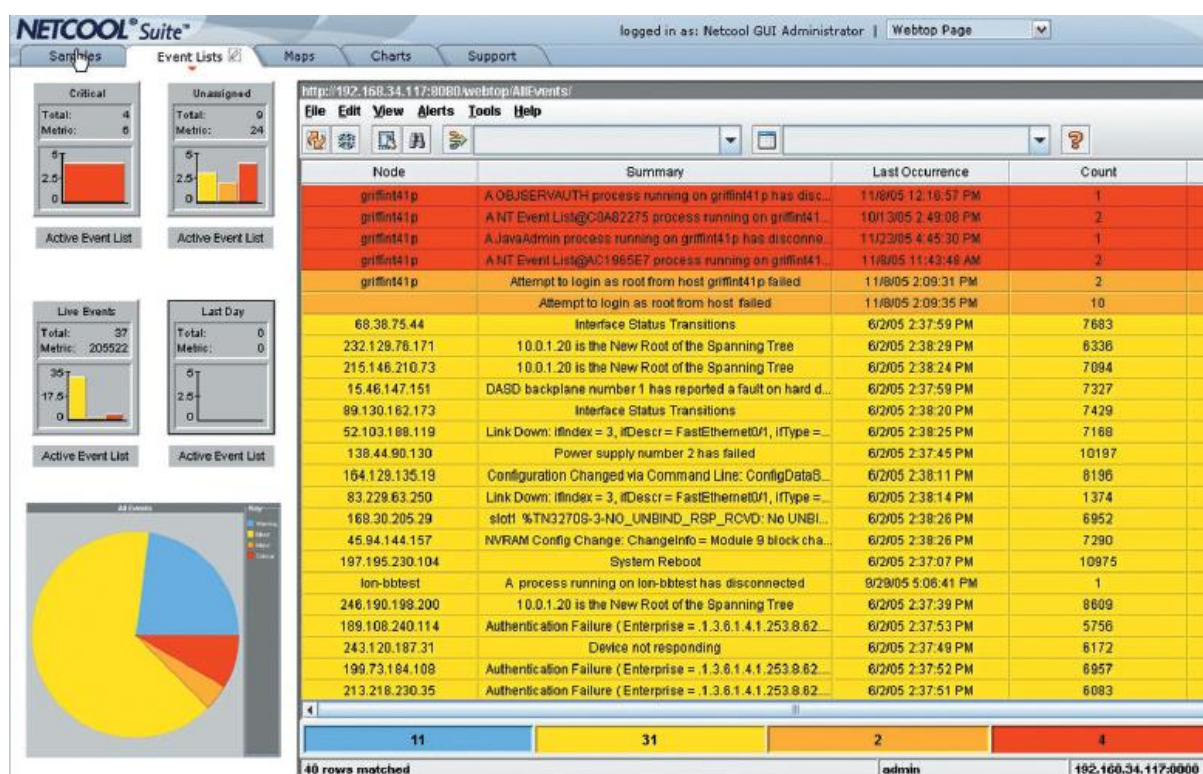 NETCOOL® Suite™
logged in as: Netcool GUI Administrator | Webtop Page
Samples Event Lists Maps Charts Support
Critical
Total: 4
Metric: 6
5
2.5
0
Active Event List
Unassigned
Total: 9
Metric: 24
5
2.5
0
Active Event List
Live Events
Total: 37
Metric: 205522
35
17.5
0
Active Event List
Last Day
Total: 0
Metric: 0
5
2.5
0
Active Event List
All Events
Key
Warning
Minor
Major
Critical
http://192.168.34.117:8080/webtop/AllEvents/
File Edit View Alerts Tools Help
Node Summary Last Occurrence Count
griffint41p A OBJSERVAUTH process running on griffint41p has disc... 11/8/05 12:16:57 PM 1
griffint41p A NT Event List@C0A82275 process running on griffint41... 10/13/05 2:49:08 PM 2
griffint41p A JavaAdmin process running on griffint41p has disconne... 11/23/05 4:45:30 PM 1
griffint41p A NT Event List@AC1965E7 process running on griffint41... 11/8/05 11:43:48 AM 2
griffint41p Attempt to login as root from host griffint41p failed 11/8/05 2:09:31 PM 2
Attempt to login as root from host failed 11/8/05 2:09:35 PM 10
68.38.75.44 Interface Status Transitions 6/2/05 2:37:59 PM 7683
232.129.76.171 10.0.1.20 is the New Root of the Spanning Tree 6/2/05 2:38:29 PM 6336
215.146.210.73 10.0.1.20 is the New Root of the Spanning Tree 6/2/05 2:38:24 PM 7094
15.46.147.151 DASD backplane number 1 has reported a fault on hard d... 6/2/05 2:37:59 PM 7327
89.130.162.173 Interface Status Transitions 6/2/05 2:38:20 PM 7429
52.103.188.119 Link Down: ifIndex = 3, ifDescr = FastEthernet0/1, ifType =... 6/2/05 2:38:25 PM 7168
138.44.90.130 Power supply number 2 has failed 6/2/05 2:37:45 PM 10197
164.129.135.19 Configuration Changed via Command Line: ConfigDataS... 6/2/05 2:38:11 PM 8196
83.229.63.250 Link Down: ifIndex = 3, ifDescr = FastEthernet0/1, ifType =... 6/2/05 2:38:14 PM 1374
168.30.205.29 slot1 %TN3270S-3-NO_UNBIND_RSP_RCVD: No UNBI... 6/2/05 2:38:26 PM 6952
45.94.144.157 NVRAM Config Change: ChangeInfo = Module 9 block cha... 6/2/05 2:38:26 PM 7290
197.195.230.104 System Reboot 6/2/05 2:37:07 PM 10975
lon-bbtest A process running on lon-bbtest has disconnected 9/29/05 5:06:41 PM 1
246.190.198.200 10.0.1.20 is the New Root of the Spanning Tree 6/2/05 2:37:39 PM 8609
189.108.240.114 Authentication Failure ( Enterprise = .1.3.6.1.4.1.253.8.62... 6/2/05 2:37:53 PM 5756
243.120.187.31 Device not responding 6/2/05 2:37:49 PM 6172
199.73.184.108 Authentication Failure ( Enterprise = .1.3.6.1.4.1.253.8.62... 6/2/05 2:37:52 PM 6957
213.218.230.35 Authentication Failure ( Enterprise = .1.3.6.1.4.1.253.8.62... 6/2/05 2:37:51 PM 6083
11 31 2 4
40 rows matched admin